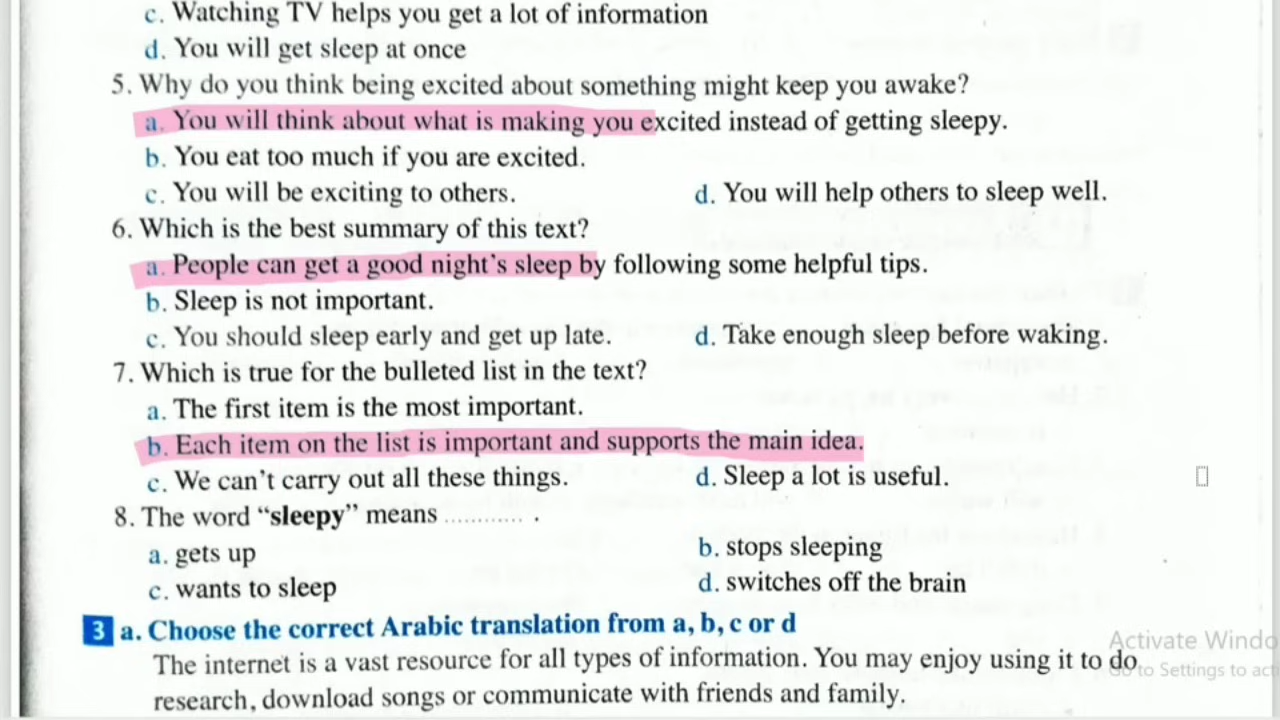 c. Watching TV helps you get a lot of information
d. You will get sleep at once
5. Why do you think being excited about something might keep you awake?
a. You will think about what is making you excited instead of getting sleepy.
b. You eat too much if you are excited.
c. You will be exciting to others. d. You will help others to sleep well.
6. Which is the best summary of this text?
a. People can get a good night's sleep by following some helpful tips.
b. Sleep is not important.
c. You should sleep early and get up late. d. Take enough sleep before waking.
7. Which is true for the bulleted list in the text?
a. The first item is the most important.
b. Each item on the list is important and supports the main idea.
c. We can't carry out all these things. d. Sleep a lot is useful.
8. The word "sleepy" means ............ .
a. gets up b. stops sleeping
c. wants to sleep d. switches off the brain
3 a. Choose the correct Arabic translation from a, b, c or d
The internet is a vast resource for all types of information. You may enjoy using it to do
research, download songs or communicate with friends and family.
Activate Windo
to Settings to act